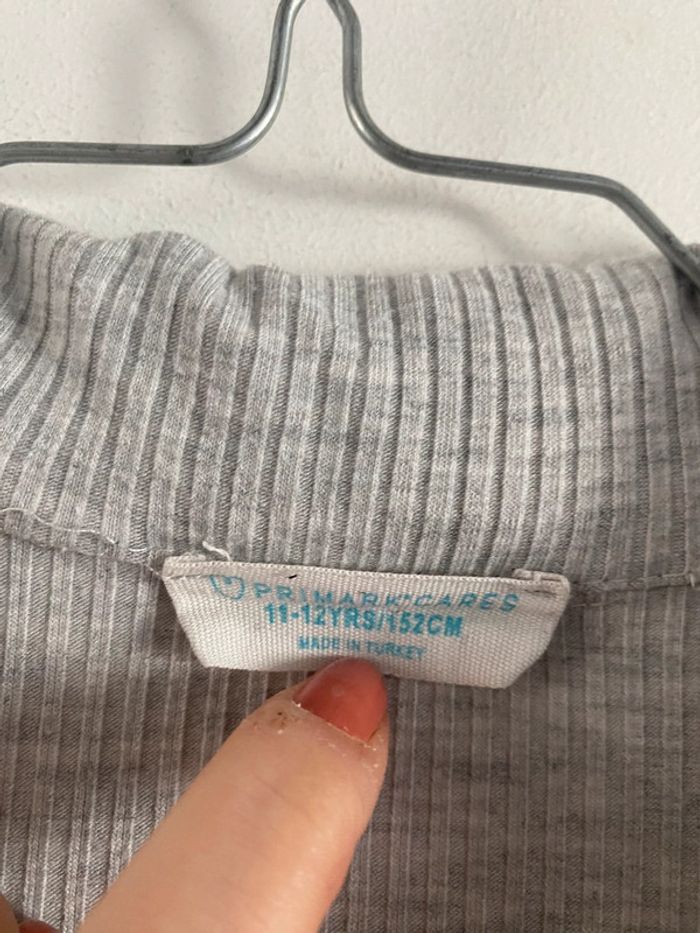 PRIMARK CARES
11-12YRS/152CM
MADE IN TURKEY